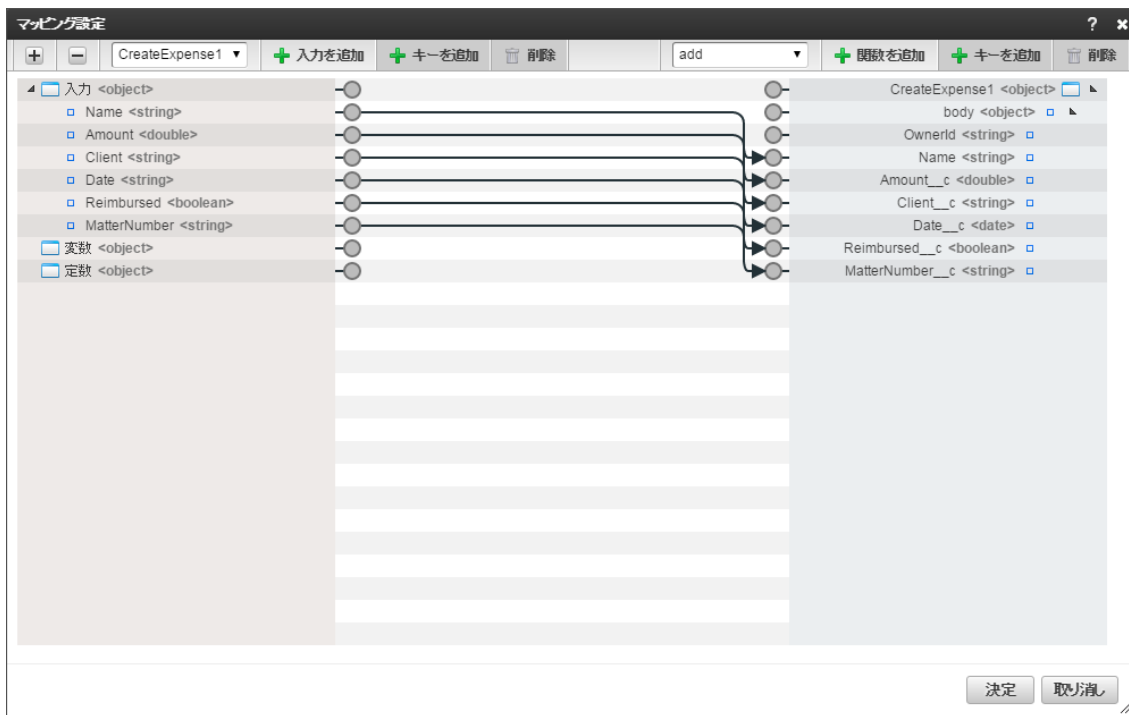 マッピング設定 ? ×
CreateExpense1 ▼ 入力を追加 キーを追加 削除 add ▼ 関数を追加 キーを追加 削除
入力 <object> CreateExpense1 <object>
Name <string> body <object>
Amount <double> OwnerId <string>
Client <string> Name <string>
Date <string> Amount__c <double>
Reimbursed <boolean> Client__c <string>
MatterNumber <string> Date__c <date>
変数 <object> Reimbursed__c <boolean>
定数 <object> MatterNumber__c <string>
決定 取り消し